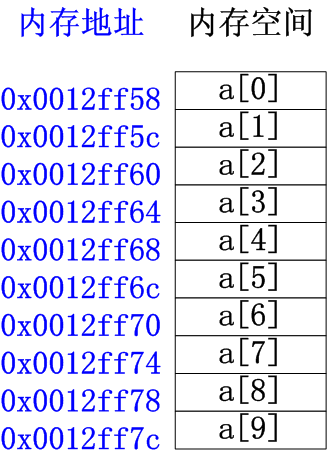 内存地址 内存空间
0x0012ff58 a[0]
0x0012ff5c a[1]
0x0012ff60 a[2]
0x0012ff64 a[3]
0x0012ff68 a[4]
0x0012ff6c a[5]
0x0012ff70 a[6]
0x0012ff74 a[7]
0x0012ff78 a[8]
0x0012ff7c a[9]